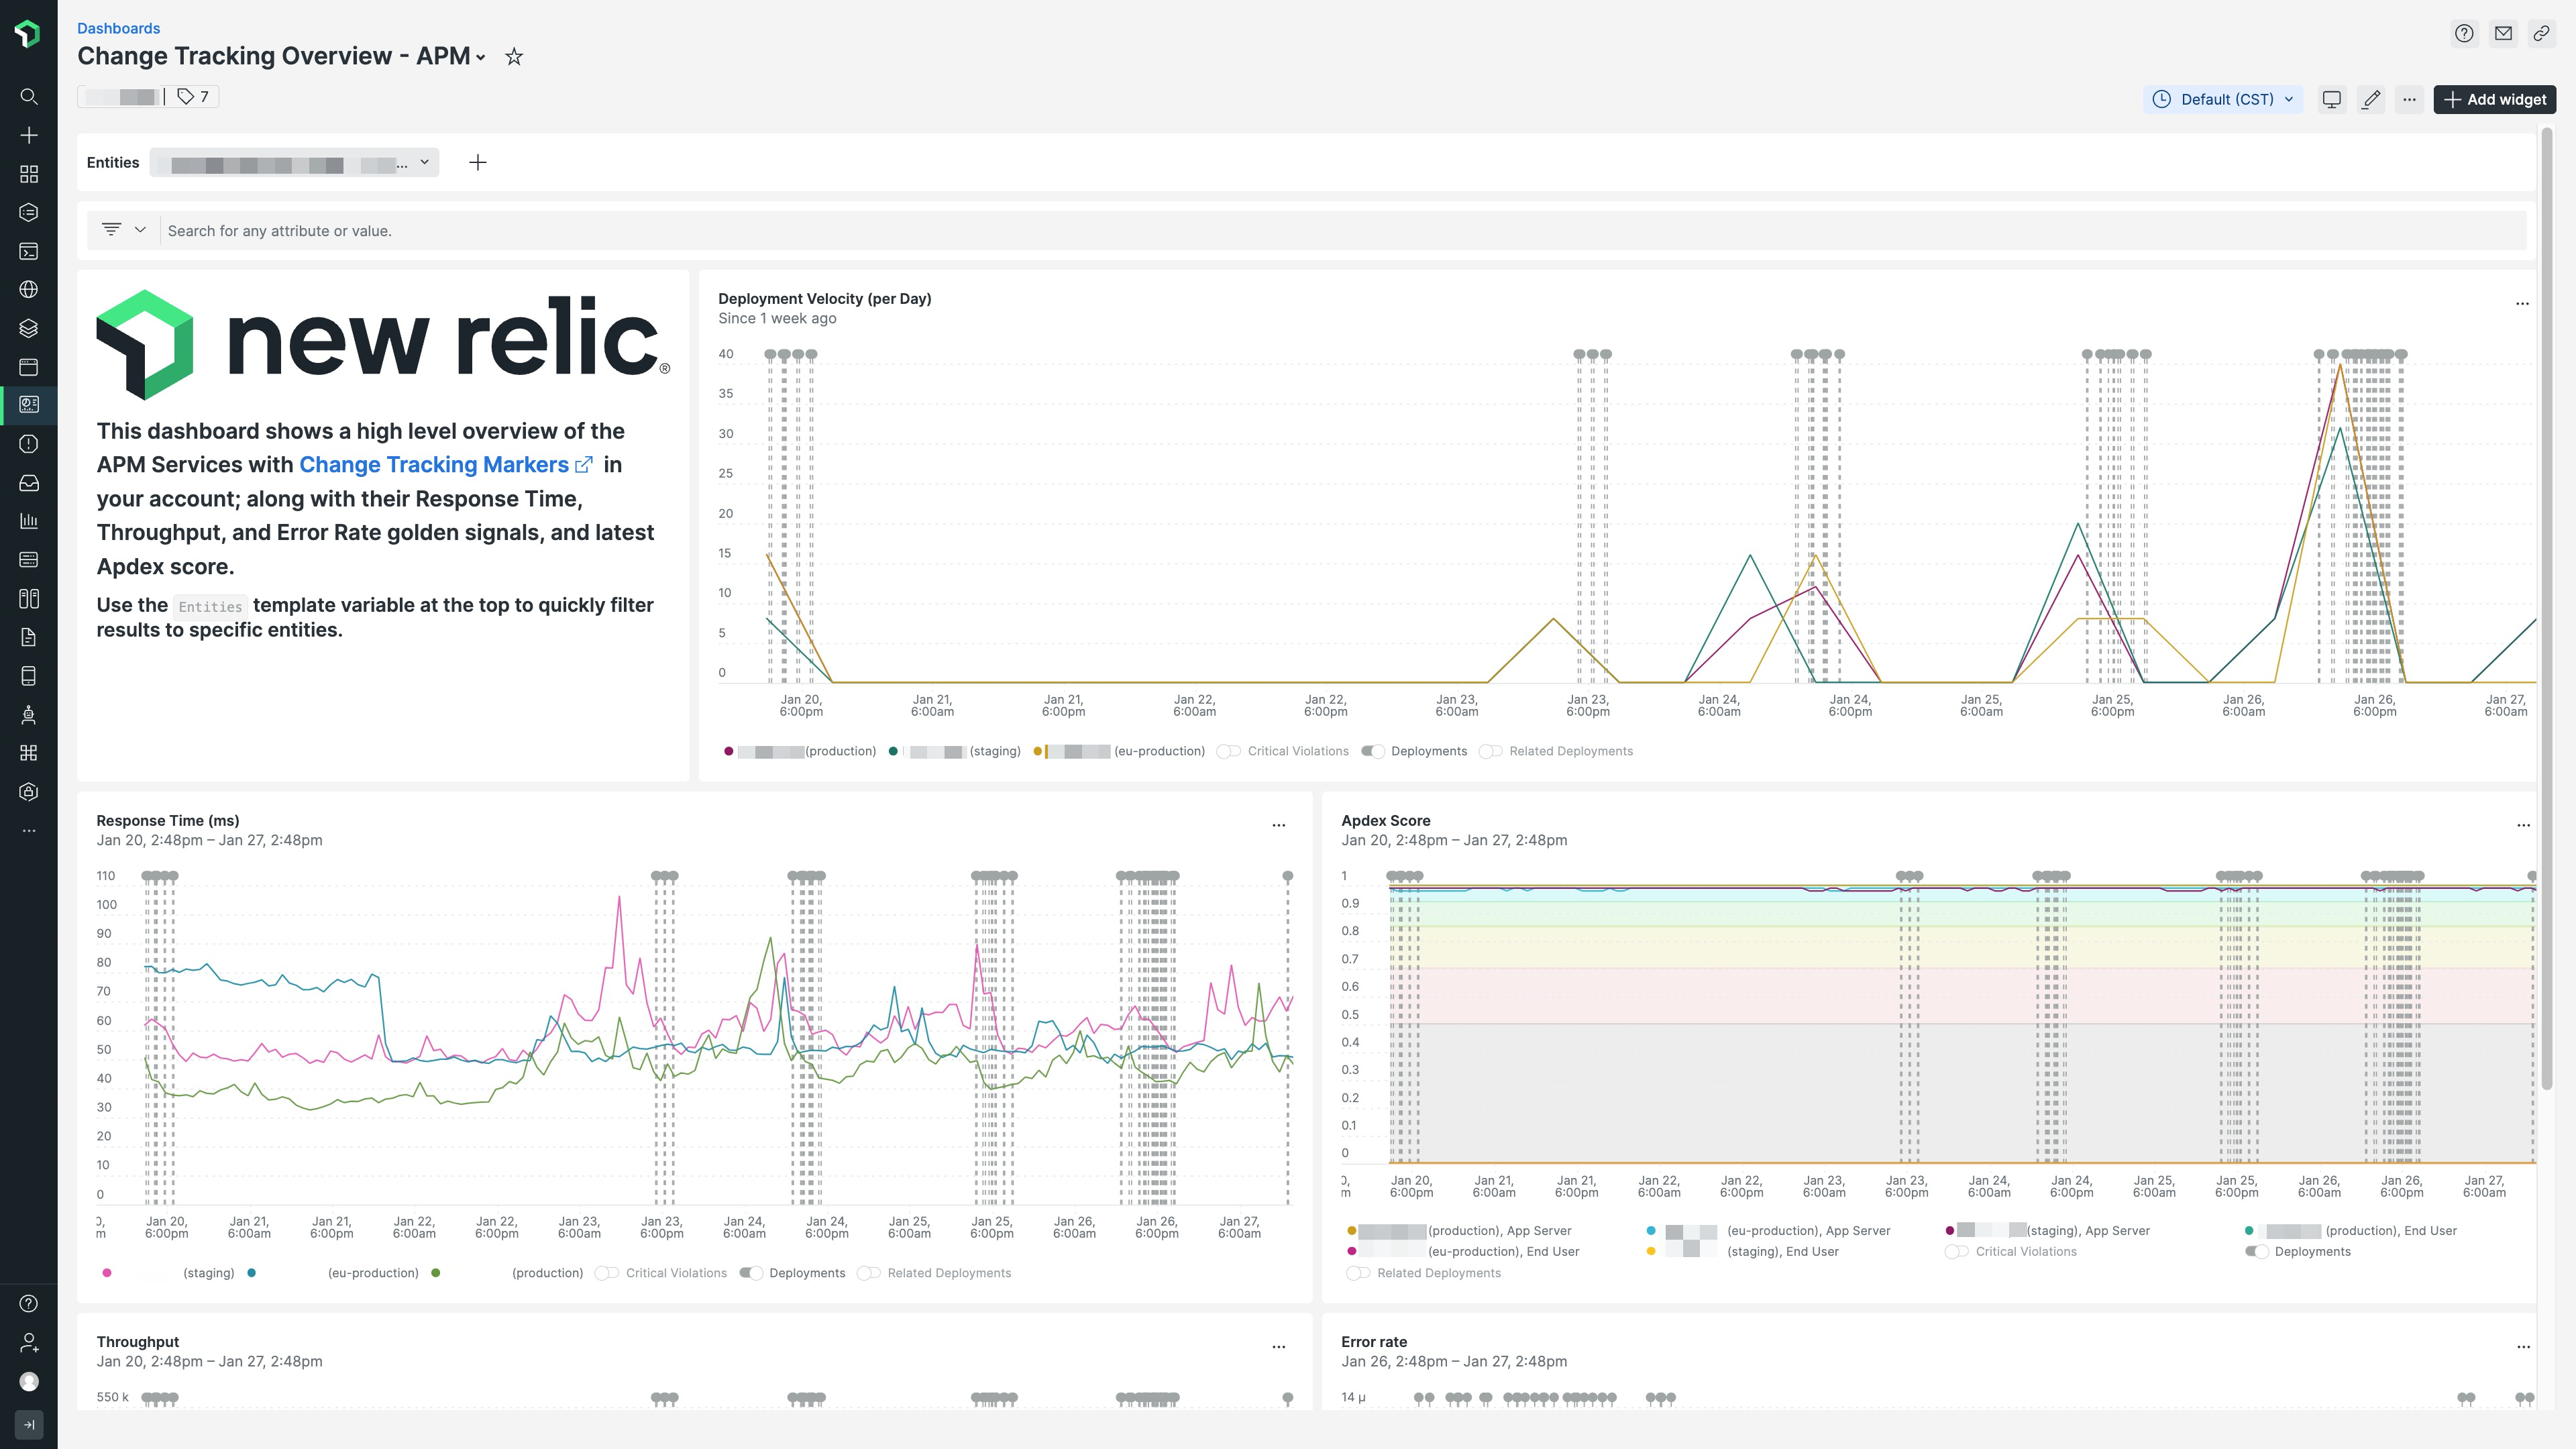 Dashboards
Change Tracking Overview - APM
7
Default (CST)
Add widget
Entities
...
Search for any attribute or value.
new relic®
This dashboard shows a high level overview of the
APM Services with Change Tracking Markers in
your account; along with their Response Time,
Throughput, and Error Rate golden signals, and latest
Apdex score.
Use the Entities template variable at the top to quickly filter
results to specific entities.
Deployment Velocity (per Day)
Since 1 week ago
40
35
30
25
20
15
10
5
0
Jan 20, Jan 21, Jan 21, Jan 22, Jan 22, Jan 23, Jan 23, Jan 24, Jan 24, Jan 25, Jan 25, Jan 26, Jan 26, Jan 27,
6:00pm 6:00am 6:00pm 6:00am 6:00pm 6:00am 6:00pm 6:00am 6:00pm 6:00am 6:00pm 6:00am 6:00pm 6:00am
(production) (staging) (eu-production) Critical Violations Deployments Related Deployments
Response Time (ms)
Jan 20, 2:48pm – Jan 27, 2:48pm
110
100
90
80
70
60
50
40
30
20
10
0
0, Jan 20, Jan 21, Jan 21, Jan 22, Jan 22, Jan 23, Jan 23, Jan 24, Jan 24, Jan 25, Jan 25, Jan 26, Jan 26, Jan 27,
m 6:00pm 6:00am 6:00pm 6:00am 6:00pm 6:00am 6:00pm 6:00am 6:00pm 6:00am 6:00pm 6:00am 6:00pm 6:00am
(staging) (eu-production) (production) Critical Violations Deployments Related Deployments
Apdex Score
Jan 20, 2:48pm – Jan 27, 2:48pm
1
0.9
0.8
0.7
0.6
0.5
0.4
0.3
0.2
0.1
0
0, Jan 20, Jan 21, Jan 21, Jan 22, Jan 22, Jan 23, Jan 23, Jan 24, Jan 24, Jan 25, Jan 25, Jan 26, Jan 26, Jan 27,
m 6:00pm 6:00am 6:00pm 6:00am 6:00pm 6:00am 6:00pm 6:00am 6:00pm 6:00am 6:00pm 6:00am 6:00pm 6:00am
(production), App Server (eu-production), App Server (staging), App Server (production), End User
(eu-production), End User (staging), End User Critical Violations Deployments
Related Deployments
Throughput
Jan 20, 2:48pm – Jan 27, 2:48pm
550 k
Error rate
Jan 26, 2:48pm – Jan 27, 2:48pm
14 µ